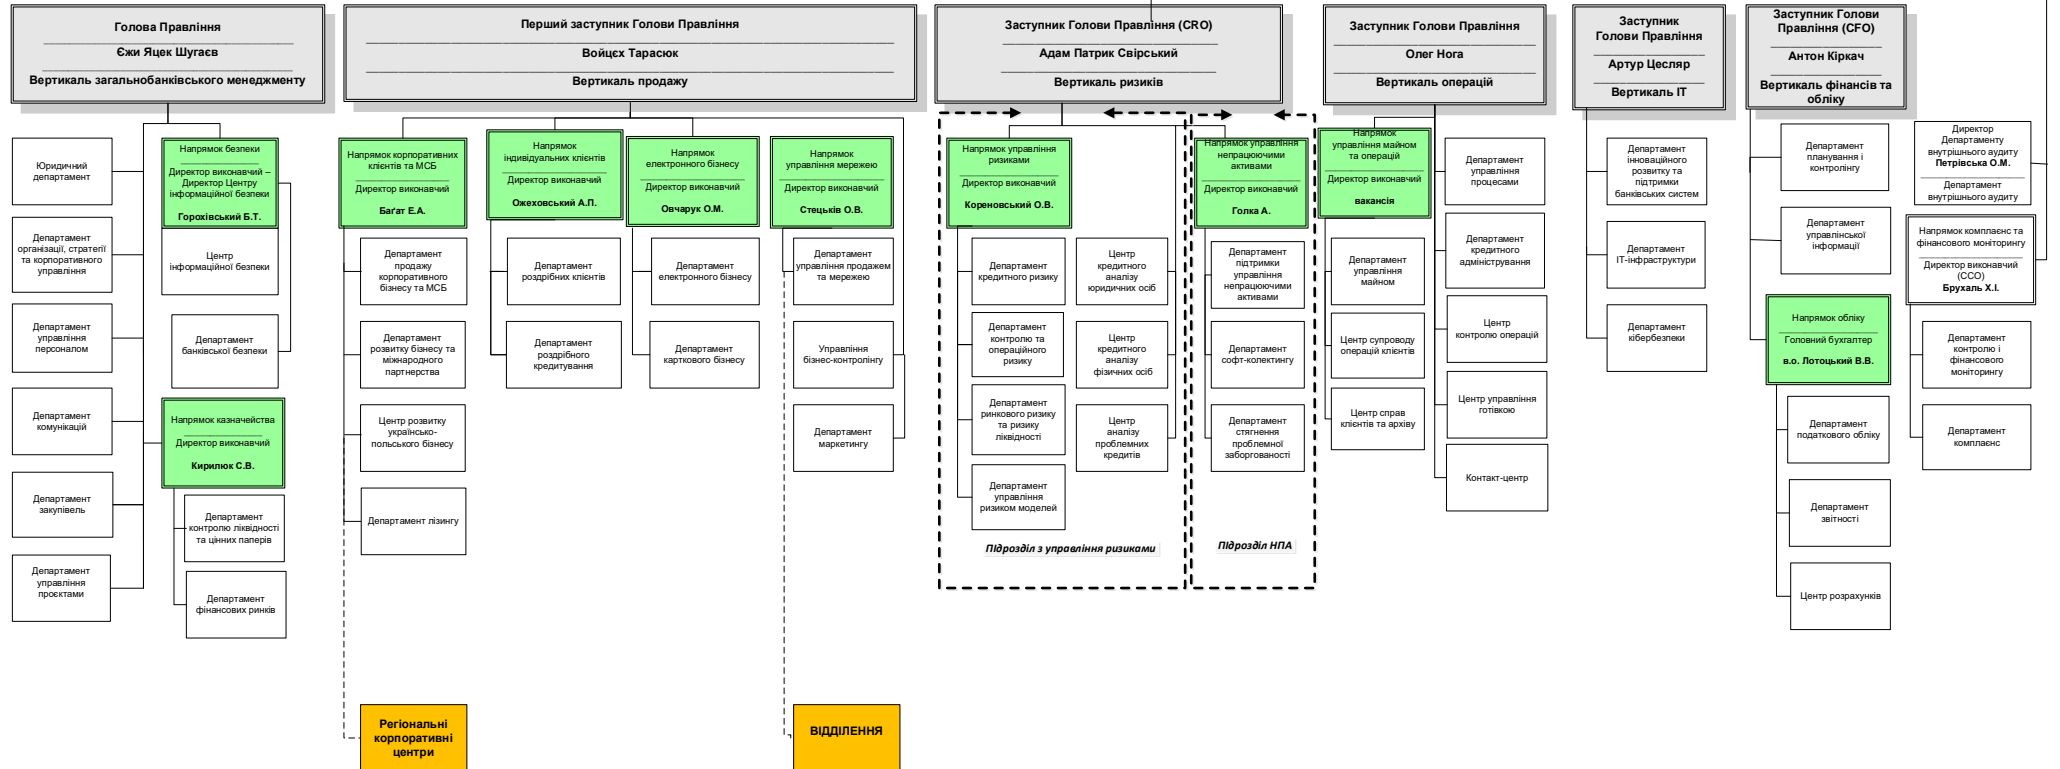 Голова Правління
Єжи Яцек Шугаєв
Вертикаль загальнобанківського менеджменту
Перший заступник Голови Правління
Войцєх Тарасюк
Вертикаль продажу
Заступник Голови Правління (CRO)
Адам Патрик Свірський
Вертикаль ризиків
Заступник Голови Правління
Олег Нога
Вертикаль операцій
Заступник
Голови Правління
Артур Цесляр
Вертикаль ІТ
Заступник Голови
Правління (CFO)
Антон Кіркач
Вертикаль фінансів та
обліку
Юридичний
департамент
Департамент
організації, стратегії
та корпоративного
управління
Департамент
управління
персоналом
Департамент
комунікацій
Департамент
закупівель
Департамент
управління
проєктами
Напрямок безпеки
Директор виконавчий –
Директор Центру
інформаційної безпеки
Горохівський Б.Т.
Центр
інформаційної безпеки
Департамент
банківської безпеки
Напрямок казначейства
Директор виконавчий
Кирилюк С.В.
Департамент
контролю ліквідності
та цінних паперів
Департамент
фінансових ринків
Напрямок корпоративних
клієнтів та МСБ
Директор виконавчий
Баґат Е.А.
Департамент
продажу
корпоративного
бізнесу та МСБ
Департамент
розвитку бізнесу та
міжнародного
партнерства
Центр розвитку
українсько-
польського бізнесу
Департамент лізингу
Регіональні
корпоративні
центри
Напрямок
індивідуальних клієнтів
Директор виконавчий
Ожеховський А.П.
Департамент
роздрібних клієнтів
Департамент
роздрібного
кредитування
Напрямок
електронного бізнесу
Директор виконавчий
Овчарук О.М.
Департамент
електронного бізнесу
Департамент
карткового бізнесу
Напрямок
управління мережею
Директор виконавчий
Стецьків О.В.
Департамент
управління продажем
та мережею
Управління
бізнес-контролінгу
Департамент
маркетингу
ВІДДІЛЕННЯ
Напрямок управління
ризиками
Директор виконавчий
Кореновський О.В.
Департамент
кредитного ризику
Департамент
контролю та
операційного
ризику
Департамент
ринкового ризику
та ризику
ліквідності
Департамент
управління
ризиком моделей
Центр
кредитного
аналізу
юридичних осіб
Центр
кредитного
аналізу
фізичних осіб
Центр
аналізу
проблемних
кредитів
Підрозділ з управління ризиками
Напрямок управління
непрацюючими
активами
Директор виконавчий
Голка А.
Департамент
підтримки
управління
непрацюючими
активами
Департамент
софт-колектингу
Департамент
стягнення
проблемної
заборгованості
Підрозділ НПА
Напрямок
управління майном
та операцій
Директор виконавчий
вакансія
Департамент
управління
майном
Центр супроводу
операцій клієнтів
Центр справ
клієнтів та архіву
Департамент
управління
процесами
Департамент
кредитного
адміністрування
Центр
контролю операцій
Центр управління
готівкою
Контакт-центр
Департамент
інноваційного
розвитку та
підтримки
банківських систем
Департамент
ІТ-інфраструктури
Департамент
кібербезпеки
Департамент
планування і
контролінгу
Департамент
управлінської
інформації
Напрямок обліку
Головний бухгалтер
в.о. Лотоцький В.В.
Департамент
податкового обліку
Департамент
звітності
Центр розрахунків
Директор
Департаменту
внутрішнього аудиту
Петрівська О.М.
Департамент
внутрішнього аудиту
Напрямок комплаєнс та
фінансового моніторингу
Директор виконавчий
(ССО)
Брухаль Х.І.
Департамент
контролю і
фінансового
моніторингу
Департамент
комплаєнс